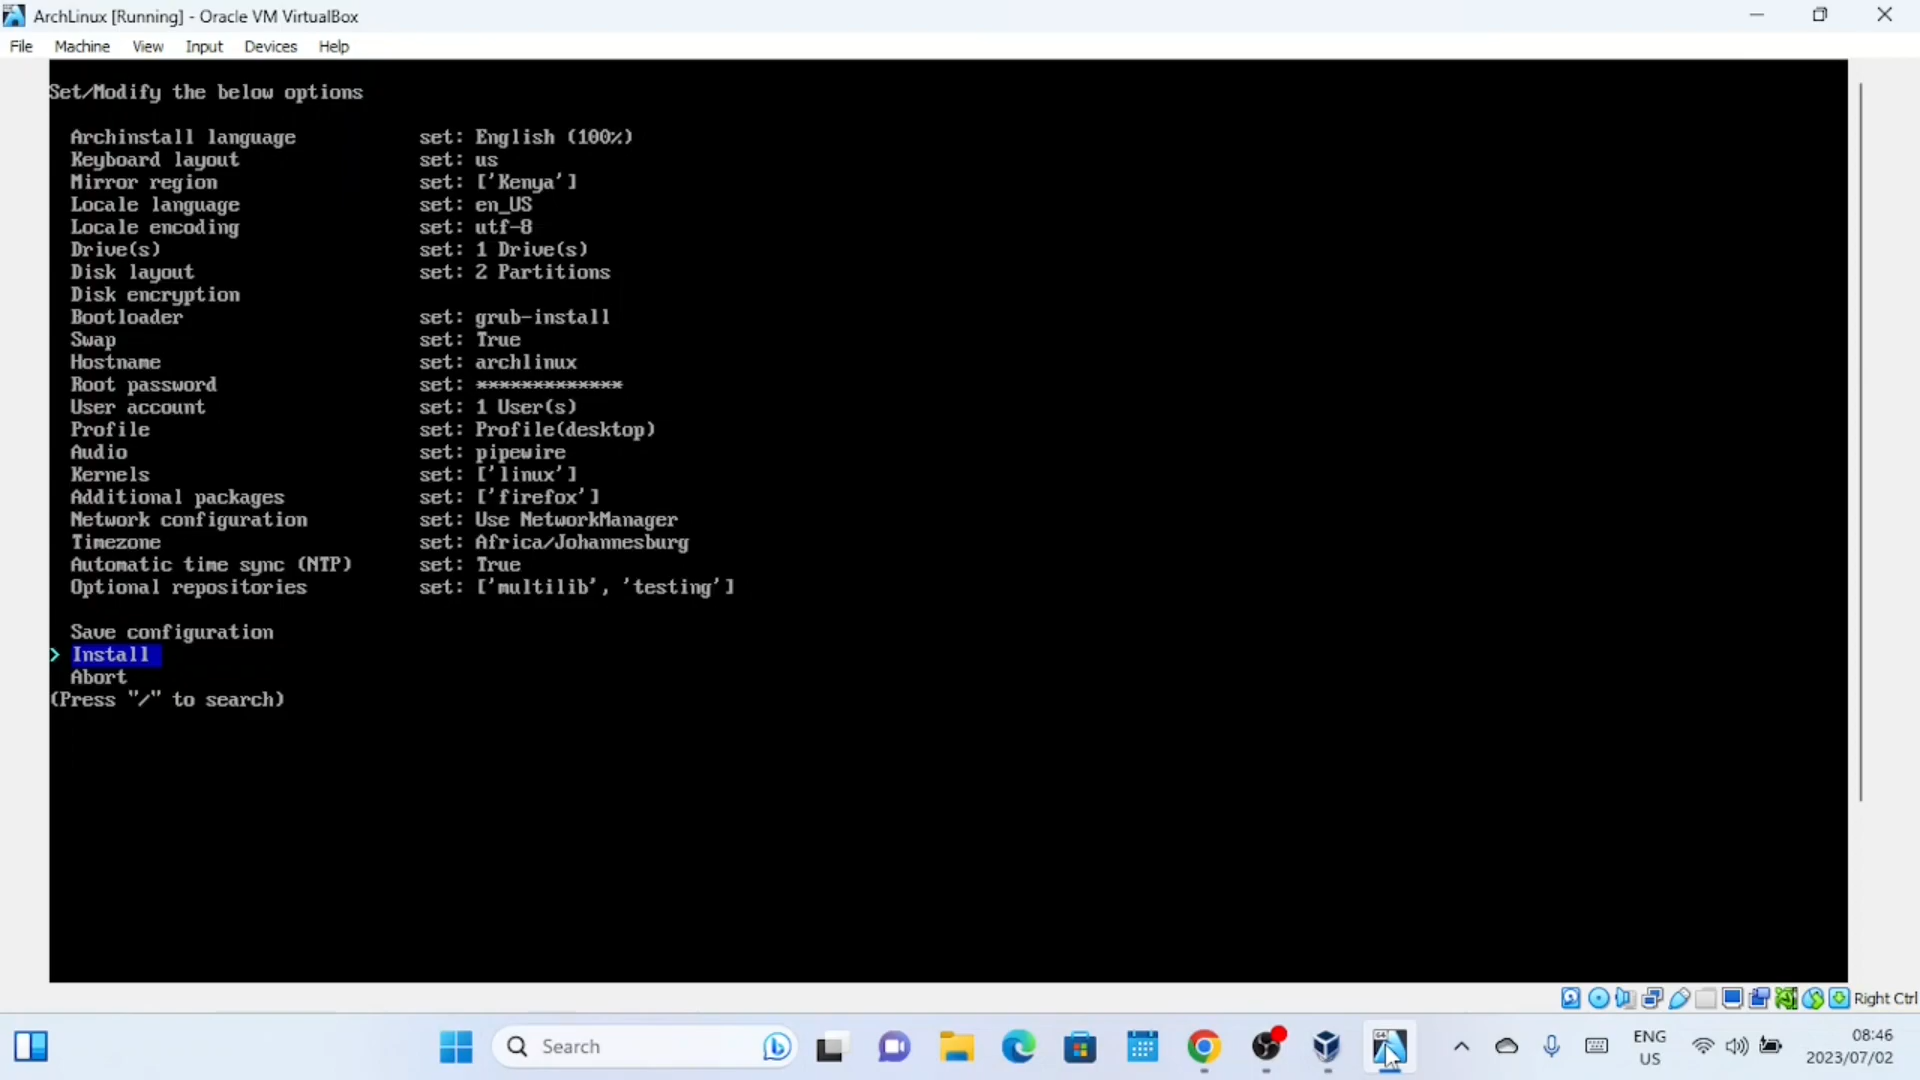 ArchLinux [Running] - Oracle VM VirtualBox
File Machine View Input Devices Help
Set/Modify the below options
Archinstall language set: English (100%)
Keyboard layout set: us
Mirror region set: ['Kenya']
Locale language set: en_US
Locale encoding set: utf-8
Drive(s) set: 1 Drive(s)
Disk layout set: 2 Partitions
Disk encryption
Bootloader set: grub-install
Swap set: True
Hostname set: archlinux
Root password set: *************
User account set: 1 User(s)
Profile set: Profile(desktop)
Audio set: pipewire
Kernels set: ['linux']
Additional packages set: ['firefox']
Network configuration set: Use NetworkManager
Timezone set: Africa/Johannesburg
Automatic time sync (NTP) set: True
Optional repositories set: ['multilib', 'testing']
Save configuration
> Install
Abort
(Press "/" to search)
Right Ctrl
Search
ENG
US
08:46
2023/07/02